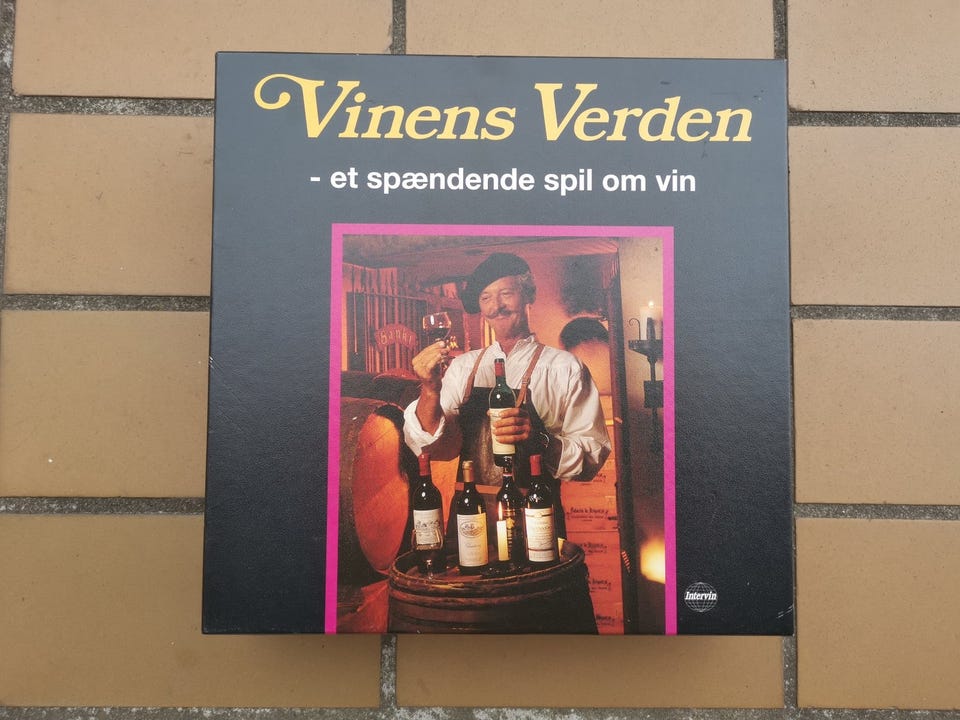 Vinens Verden
- et spændende spil om vin
Intervin